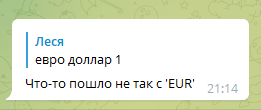 Леся
евро доллар 1
Что-то пошло не так с 'EUR'
21:14